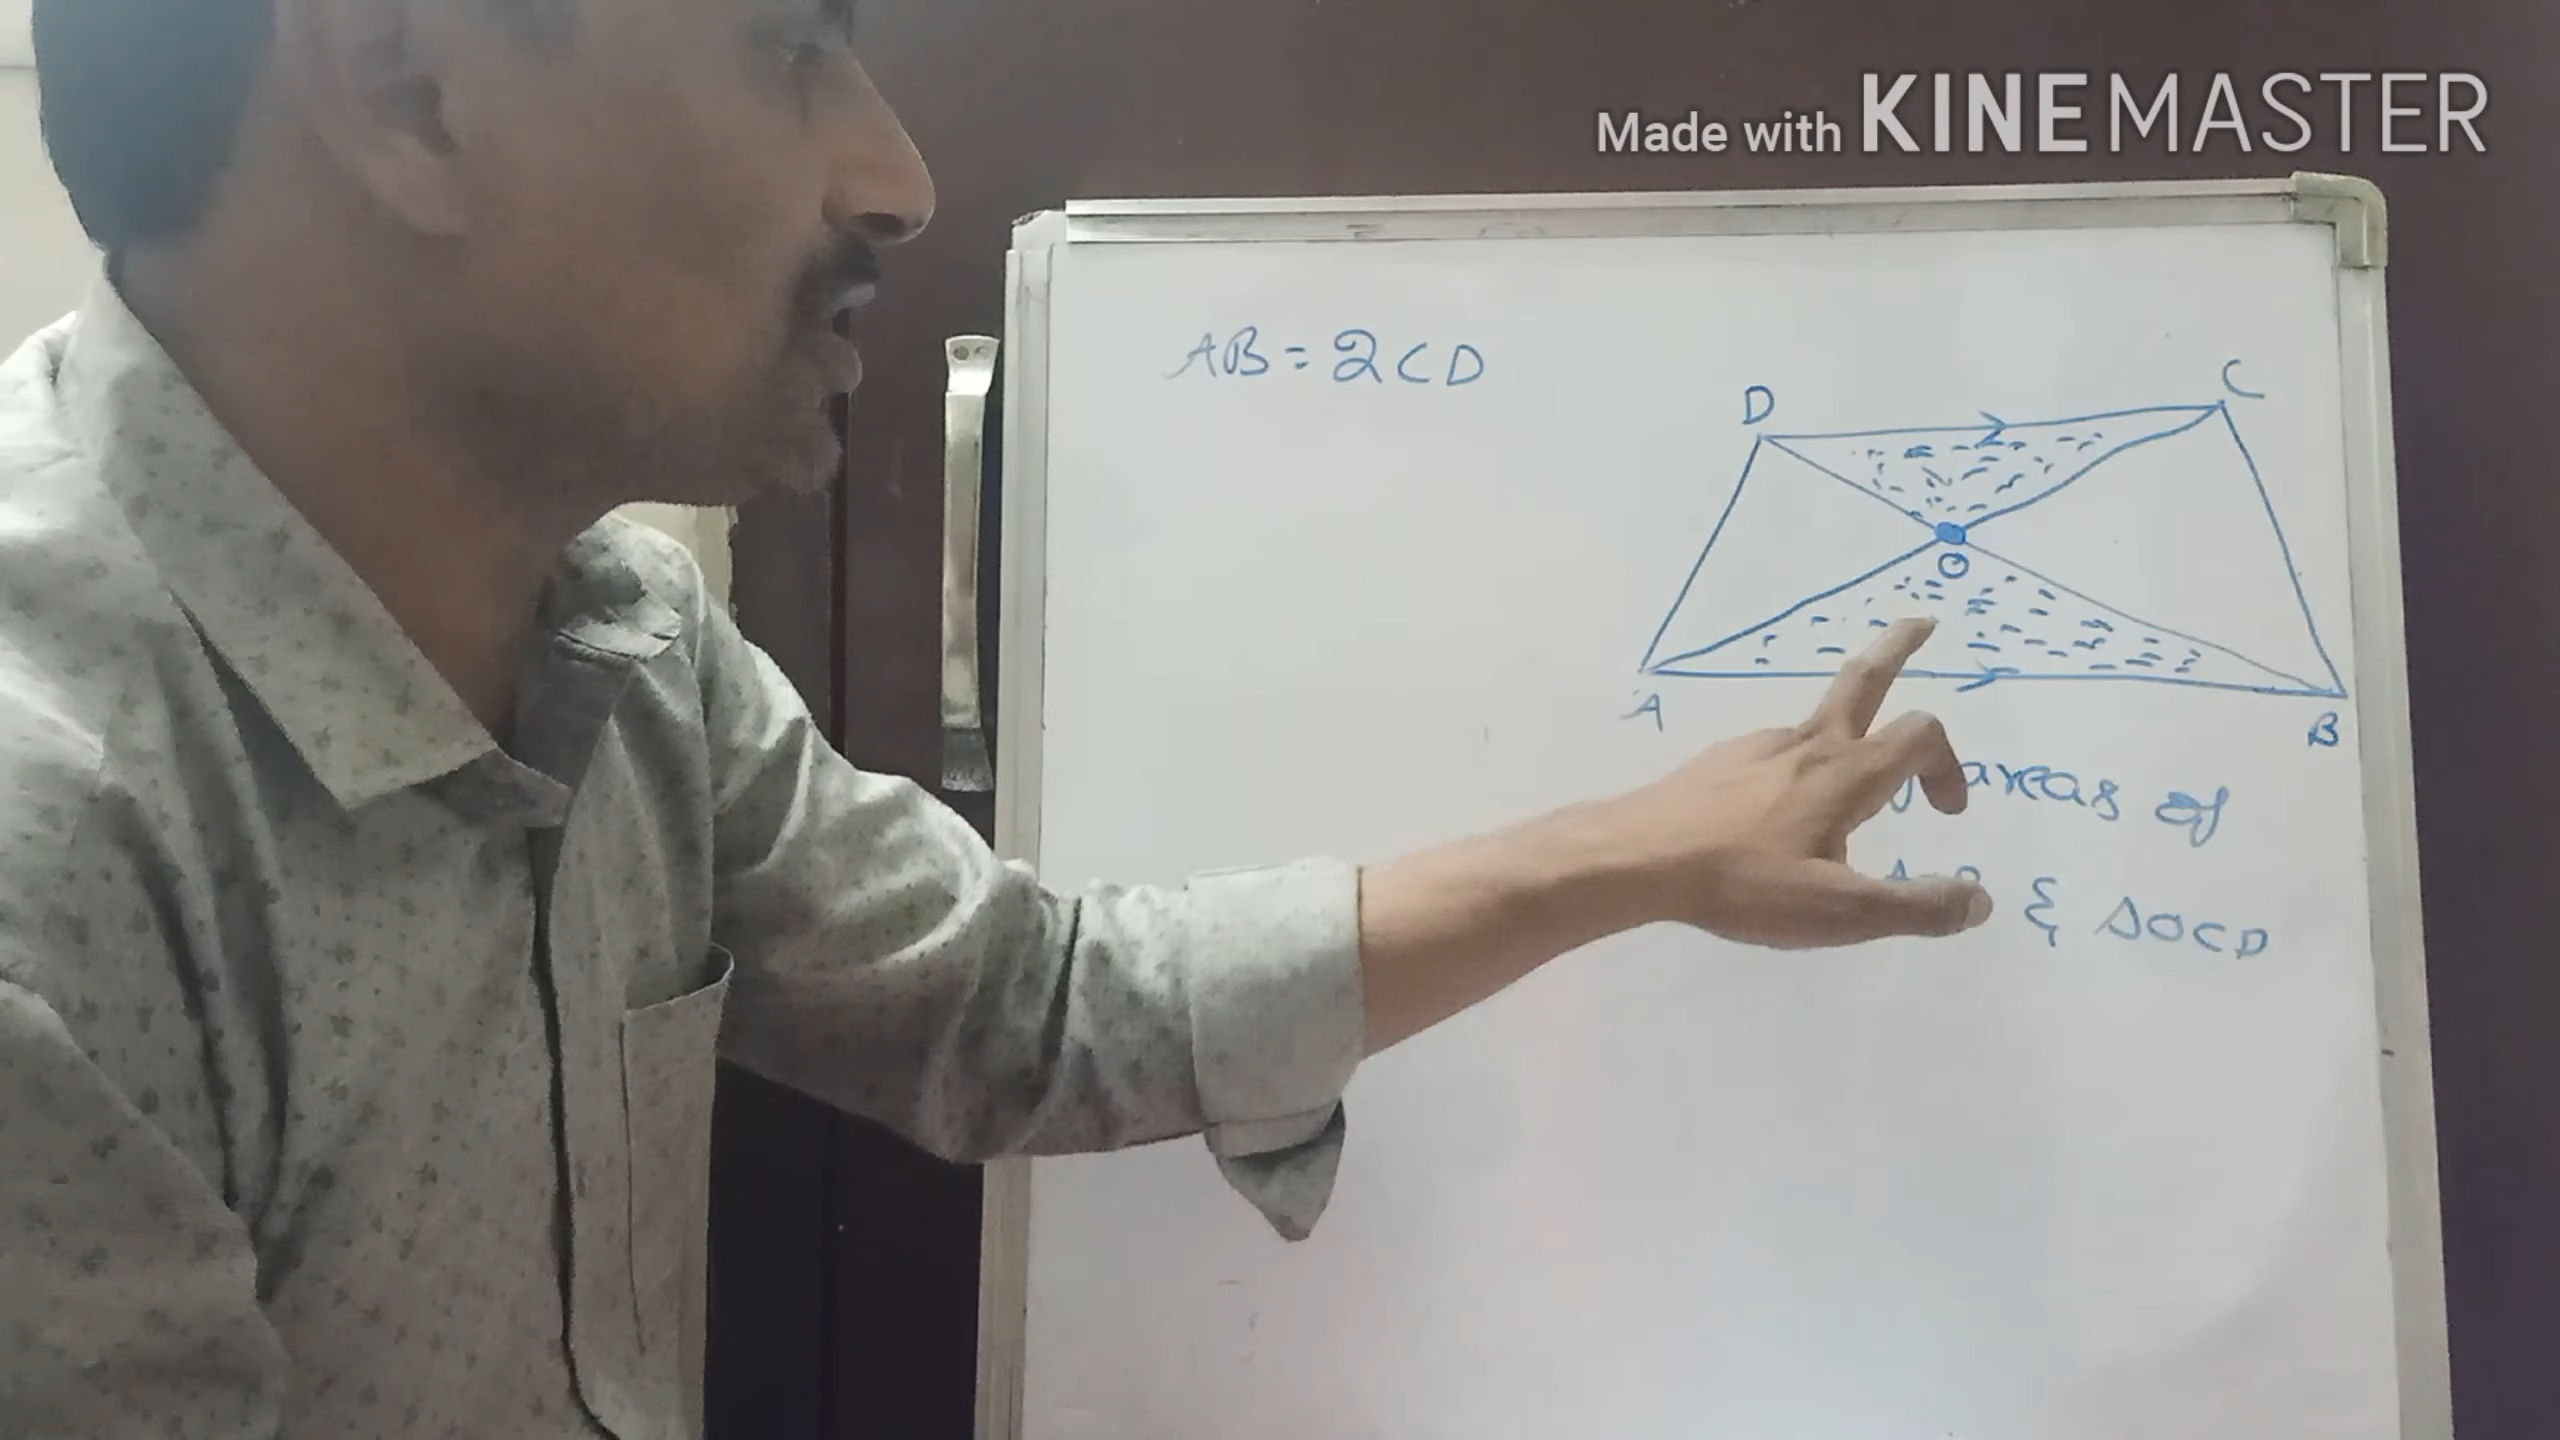 Made with KINEMASTER
AB = 2CD
D C
O
A B
areas of
& ΔOCD